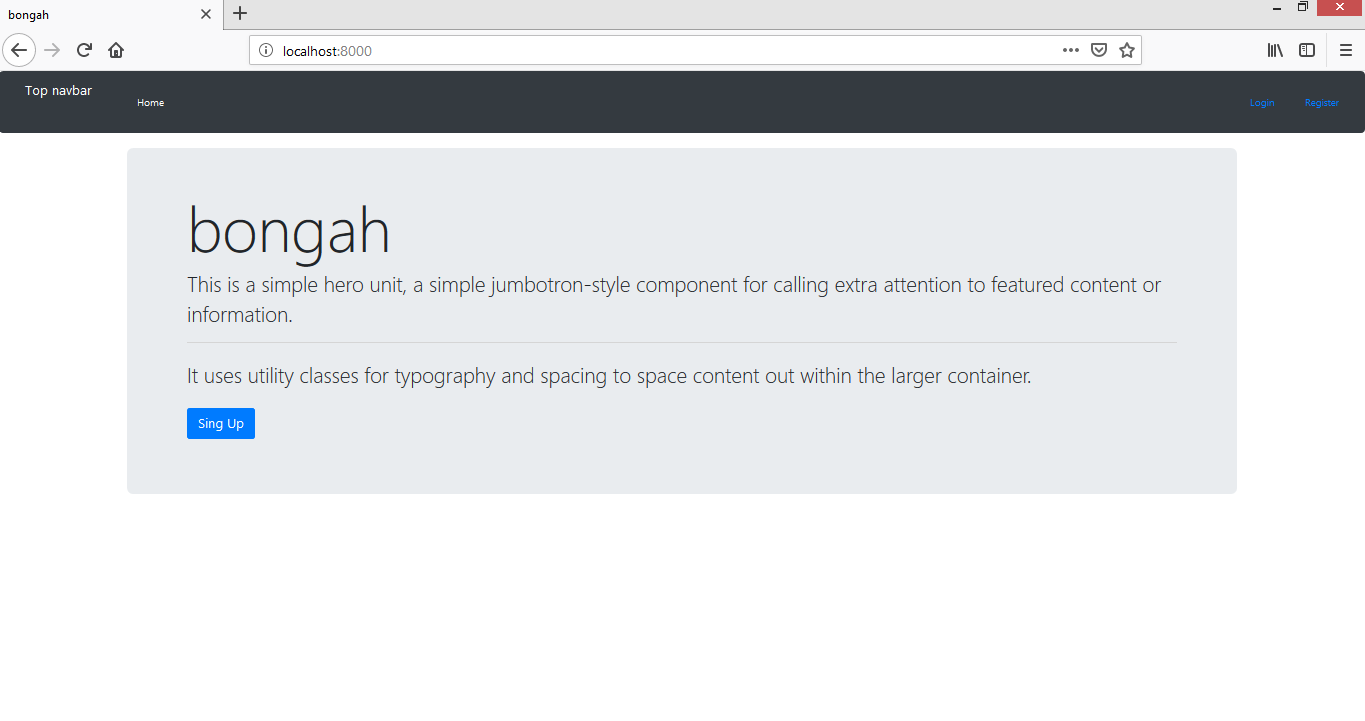 bongah
localhost:8000
Top navbar
Home
Login
Register
bongah
This is a simple hero unit, a simple jumbotron-style component for calling extra attention to featured content or
information.
It uses utility classes for typography and spacing to space content out within the larger container.
Sing Up